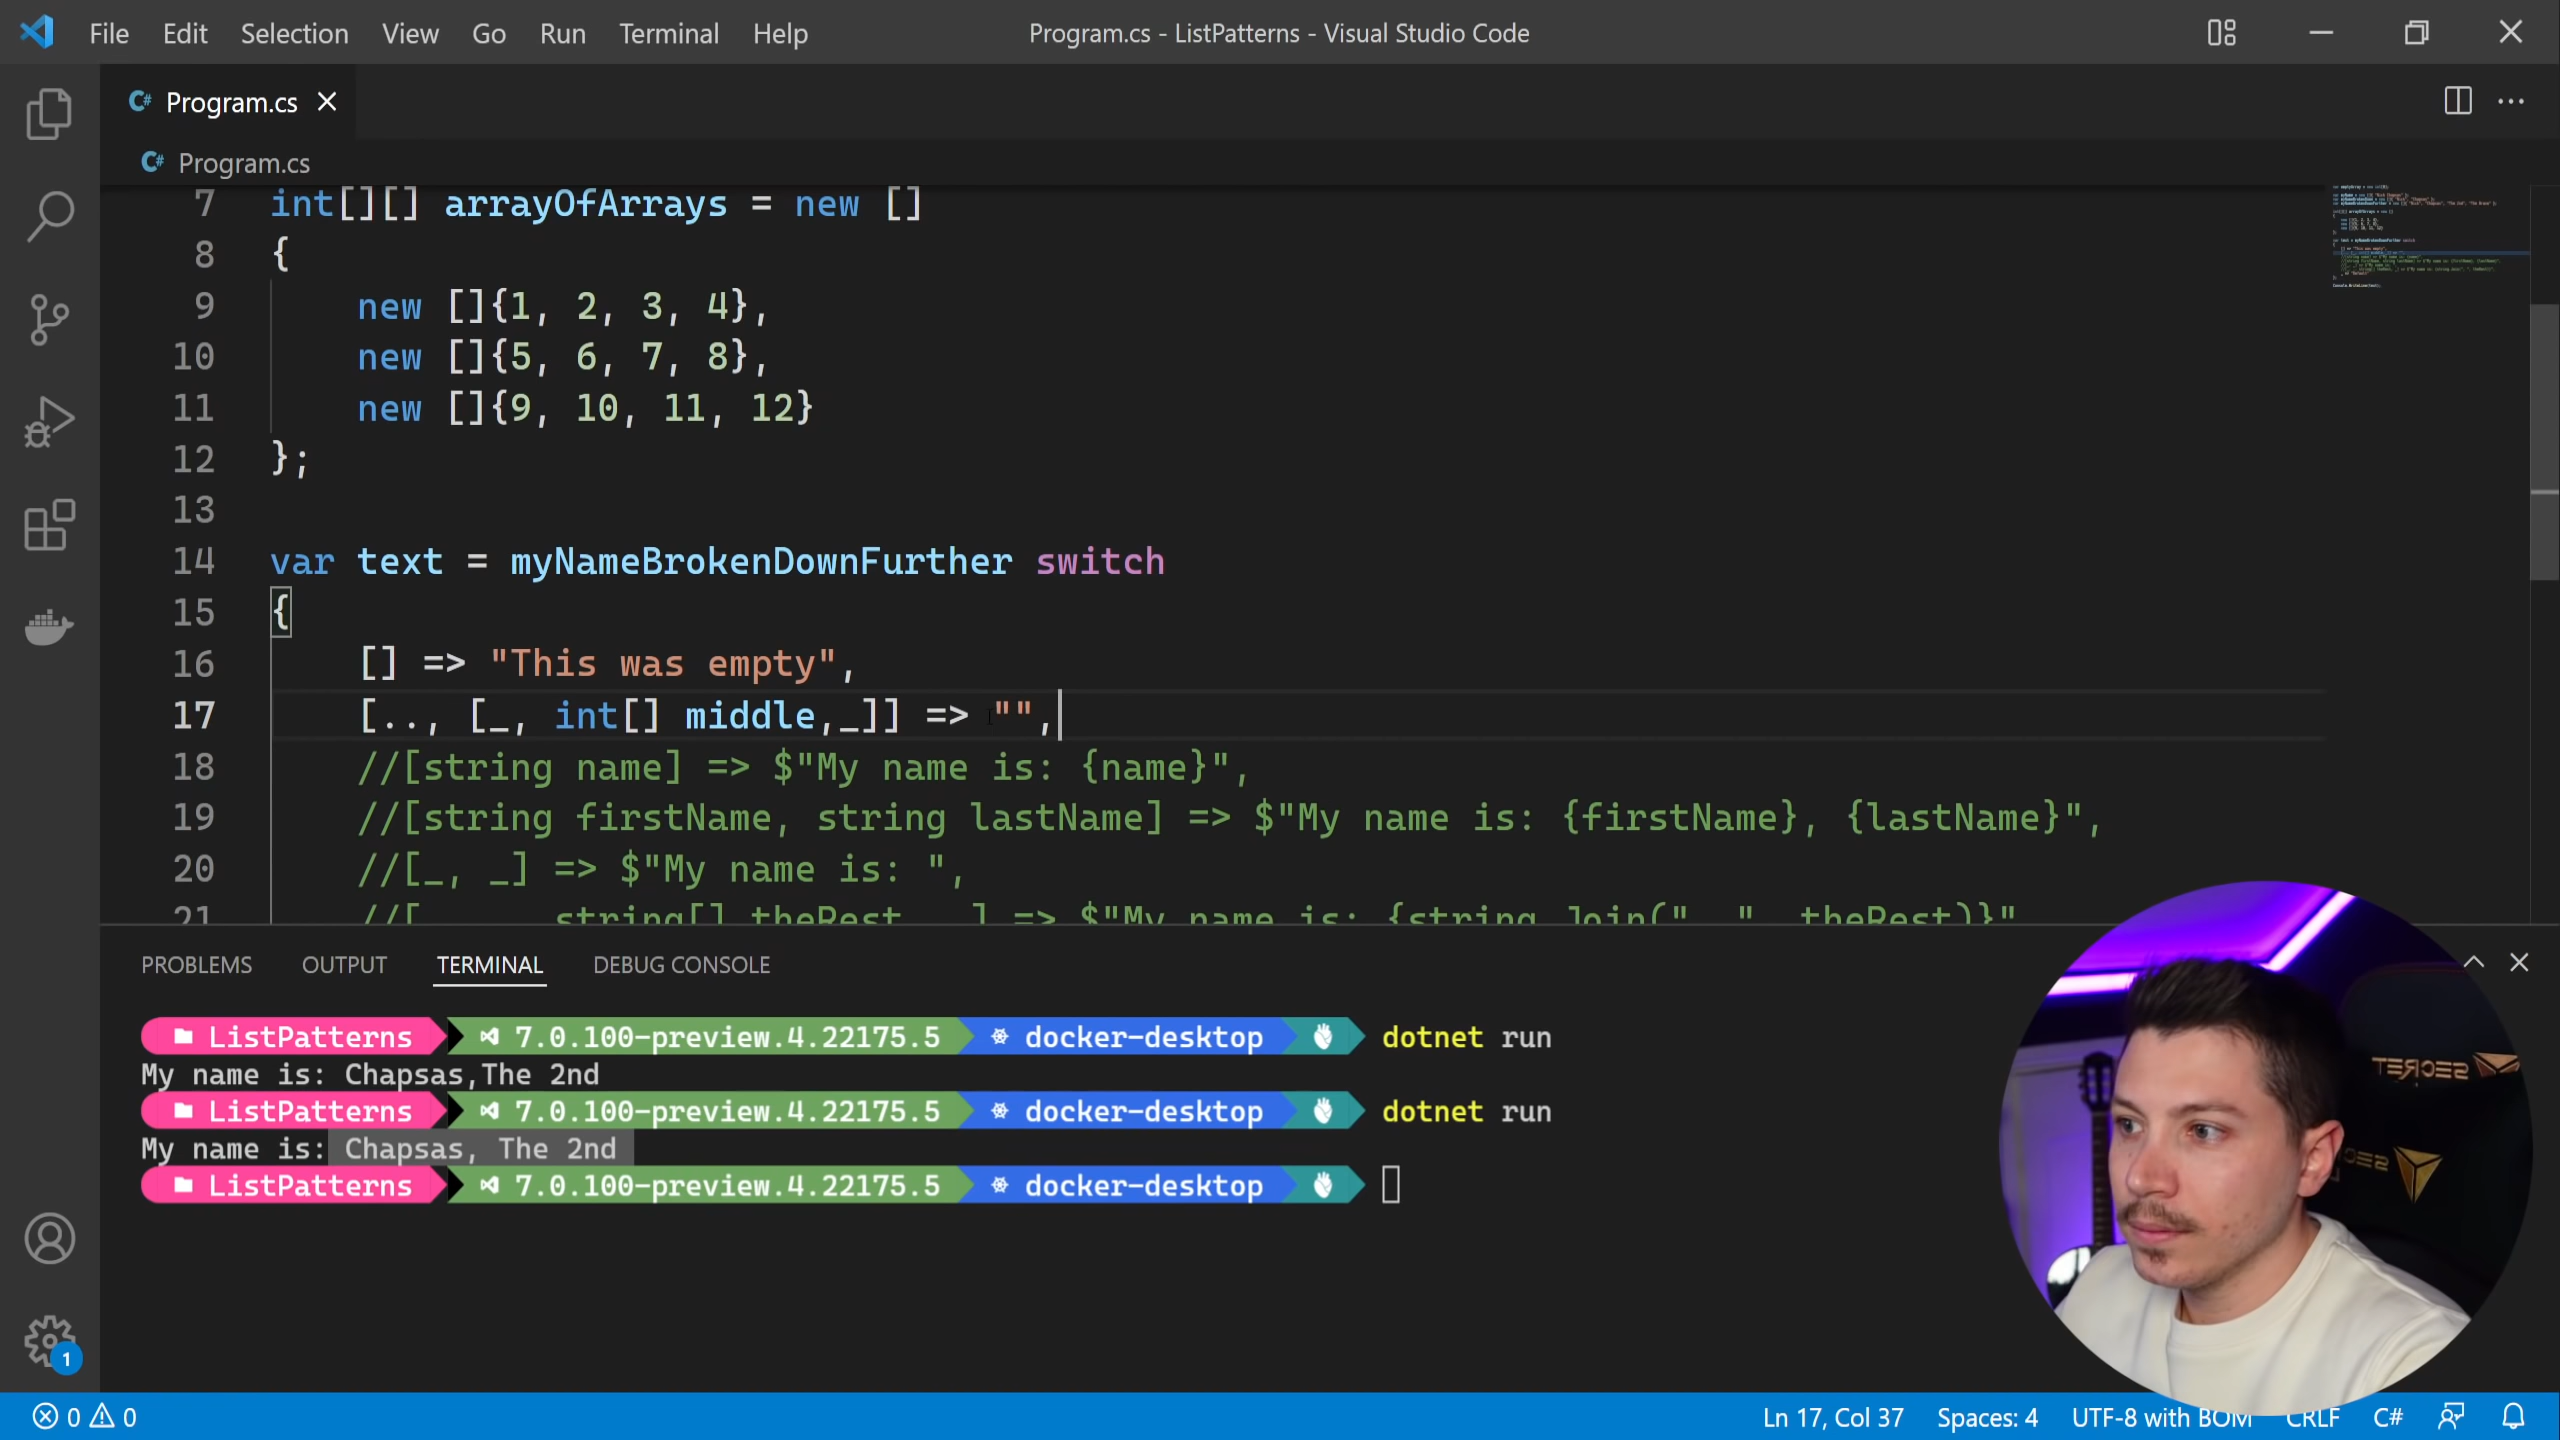 File Edit Selection View Go Run Terminal Help
Program.cs - ListPatterns - Visual Studio Code
Program.cs
Program.cs
7 int[][] arrayOfArrays = new []
8 {
9 new []{1, 2, 3, 4},
10 new []{5, 6, 7, 8},
11 new []{9, 10, 11, 12}
12 };
13
14 var text = myNameBrokenDownFurther switch
15 {
16 [] => "This was empty",
17 [.., [_, int[] middle,_]] => "",
18 //[string name] => $"My name is: {name}",
19 //[string firstName, string lastName] => $"My name is: {firstName}, {lastName}",
20 //[_, _] => $"My name is: ",
21 //[ string[] theRest ] => $"My name is: {string Join(" ", theRest)}"
PROBLEMS OUTPUT TERMINAL DEBUG CONSOLE
ListPatterns 7.0.100-preview.4.22175.5 docker-desktop dotnet run
My name is: Chapsas,The 2nd
ListPatterns 7.0.100-preview.4.22175.5 docker-desktop dotnet run
My name is: Chapsas, The 2nd
ListPatterns 7.0.100-preview.4.22175.5 docker-desktop
SECRET
SEC
1
0 0
Ln 17, Col 37 Spaces: 4 UTF-8 with BOM CRLF C#